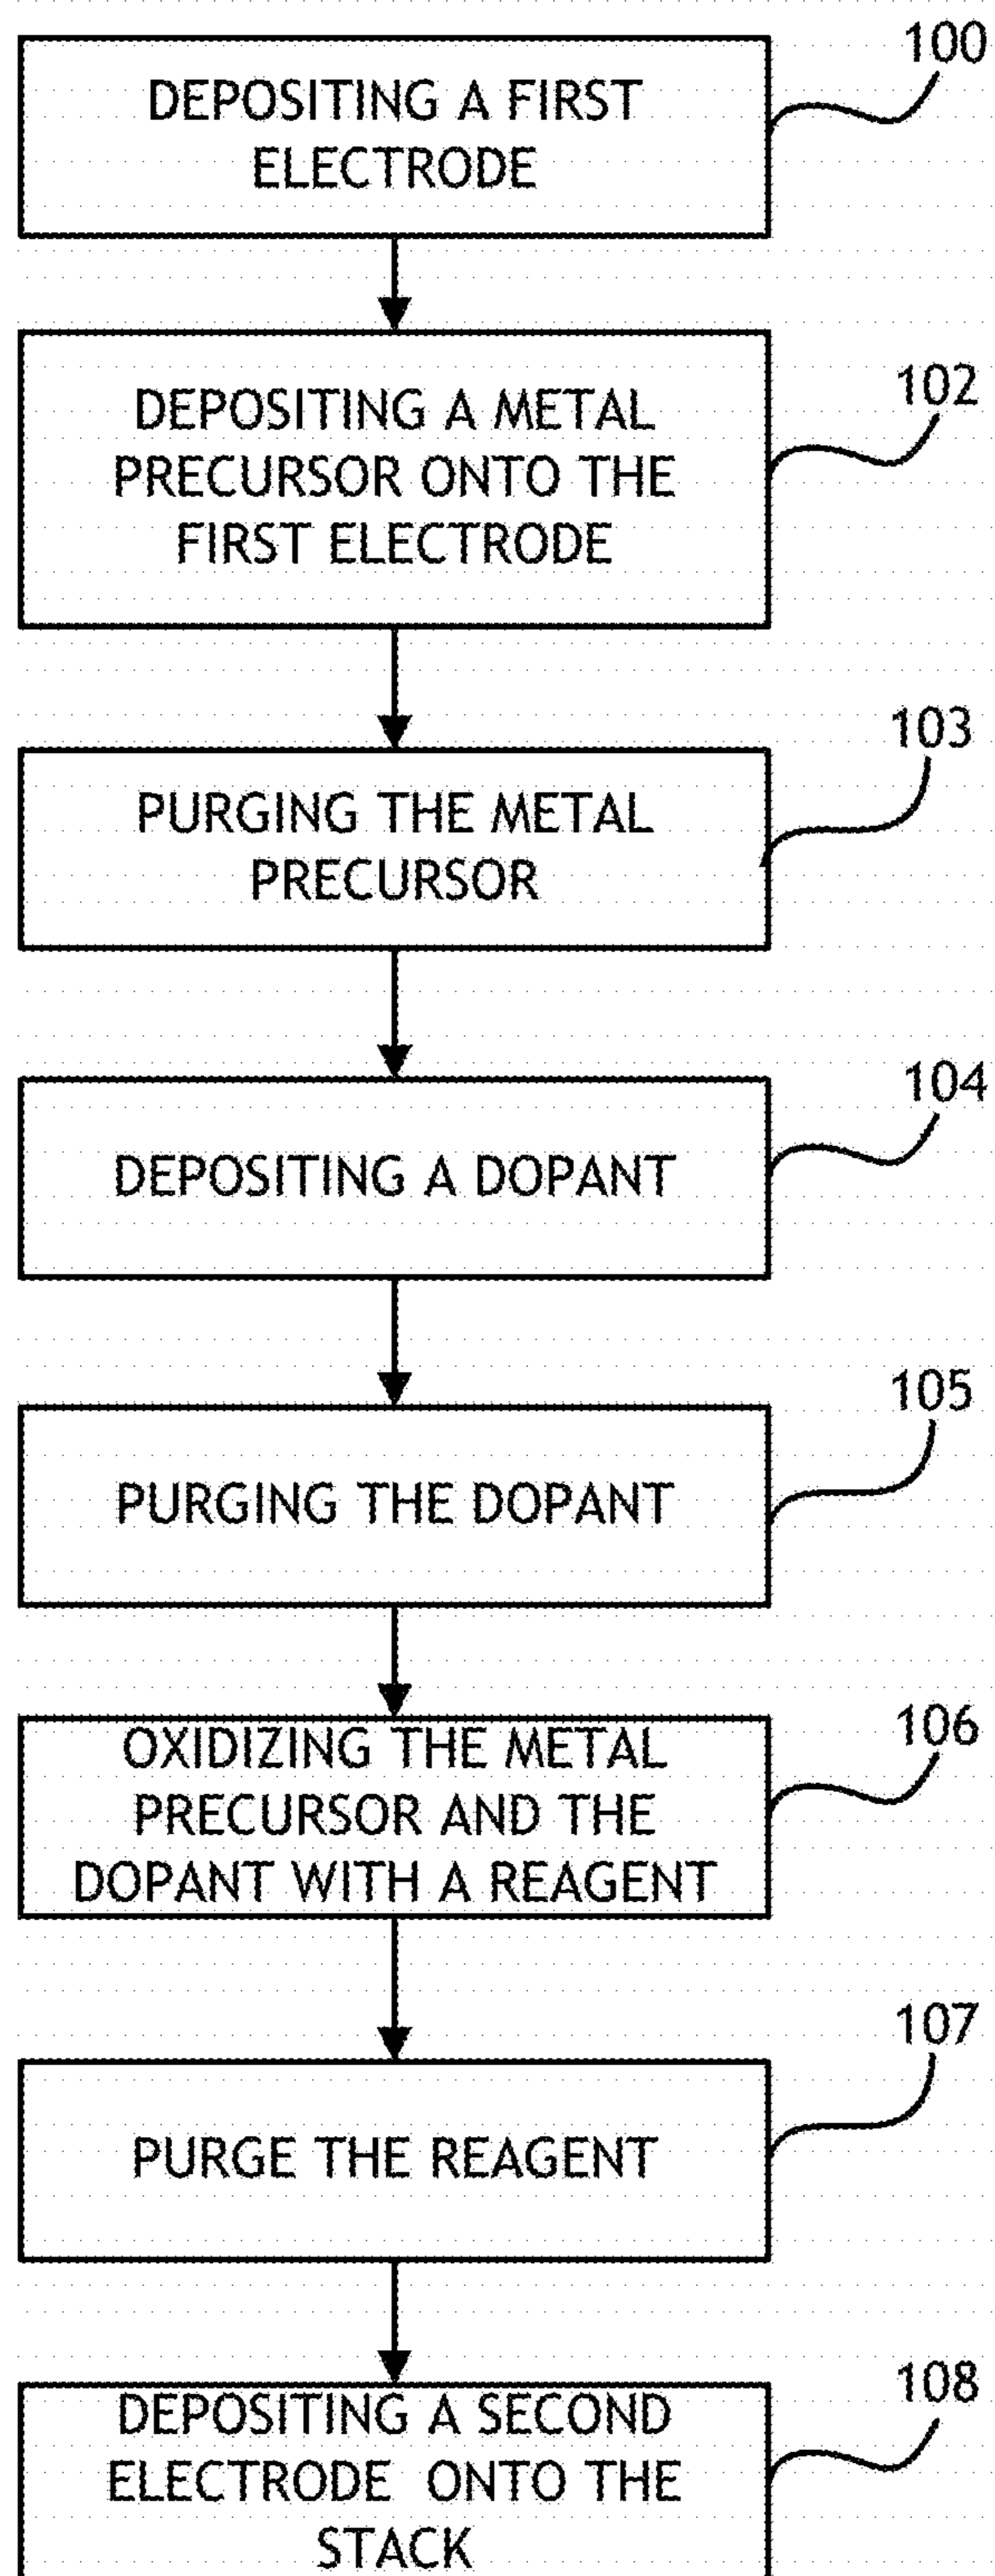 100
DEPOSITING A FIRST
ELECTRODE
102
DEPOSITING A METAL
PRECURSOR ONTO THE
FIRST ELECTRODE
103
PURGING THE METAL
PRECURSOR
104
DEPOSITING A DOPANT
105
PURGING THE DOPANT
106
OXIDIZING THE METAL
PRECURSOR AND THE
DOPANT WITH A REAGENT
107
PURGE THE REAGENT
108
DEPOSITING A SECOND
ELECTRODE ONTO THE
STACK